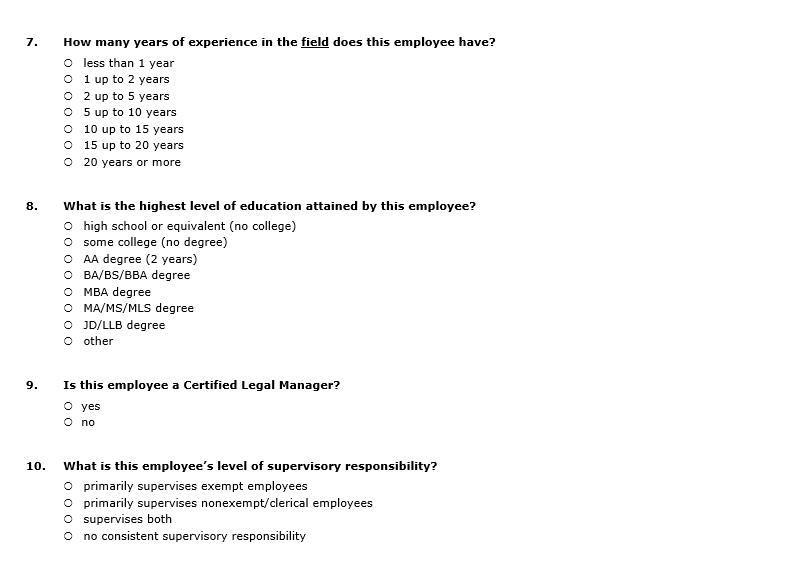 7. How many years of experience in the field does this employee have?
less than 1 year
1 up to 2 years
2 up to 5 years
5 up to 10 years
10 up to 15 years
15 up to 20 years
20 years or more
8. What is the highest level of education attained by this employee?
high school or equivalent (no college)
some college (no degree)
AA degree (2 years)
BA/BS/BBA degree
MBA degree
MA/MS/MLS degree
JD/LLB degree
other
9. Is this employee a Certified Legal Manager?
yes
no
10. What is this employee’s level of supervisory responsibility?
primarily supervises exempt employees
primarily supervises nonexempt/clerical employees
supervises both
no consistent supervisory responsibility